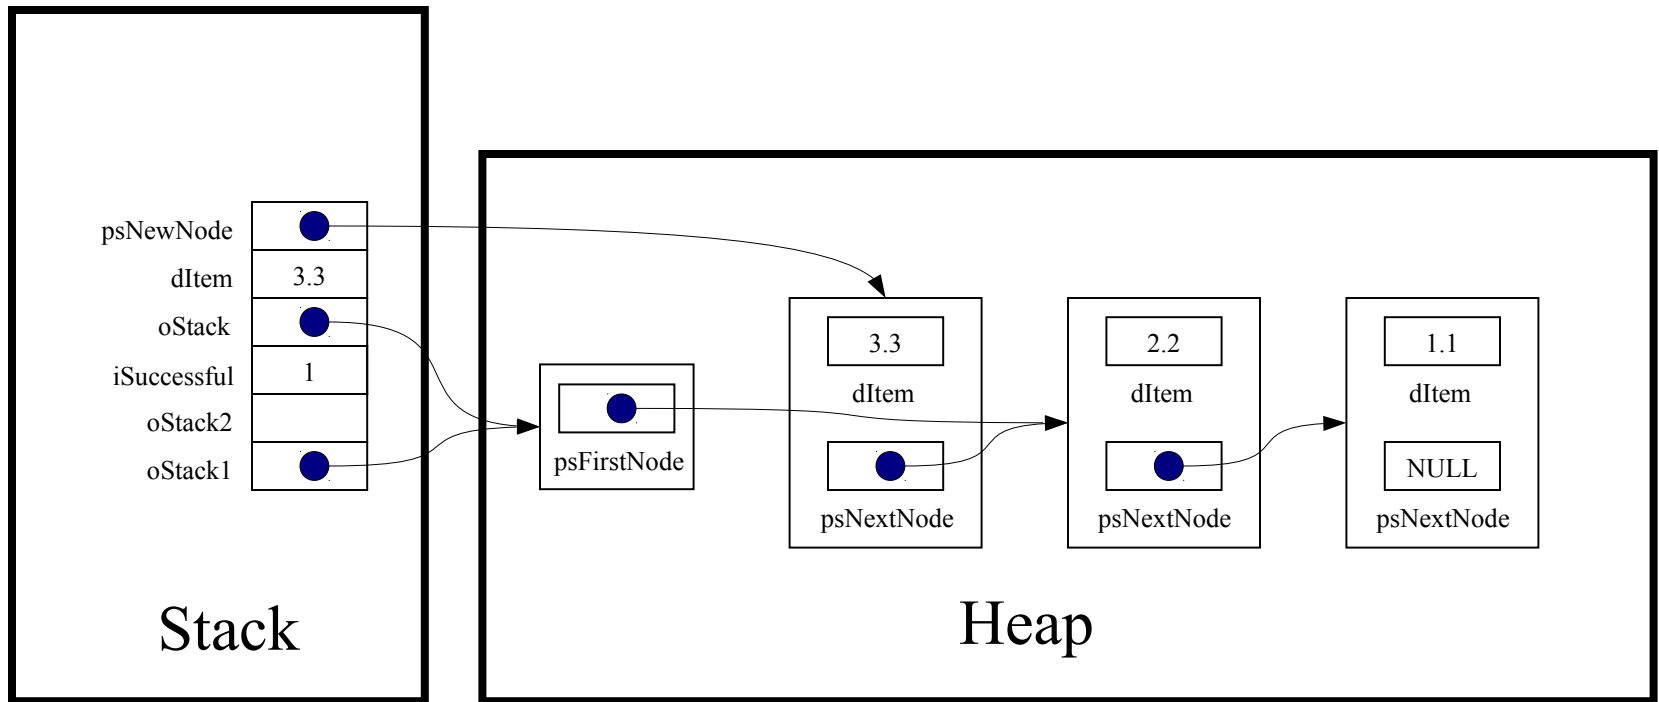 psNewNode
dItem 3.3
oStack
iSuccessful 1
oStack2
oStack1
Stack
psFirstNode
3.3
dItem
psNextNode
2.2
dItem
psNextNode
1.1
dItem
NULL
psNextNode
Heap